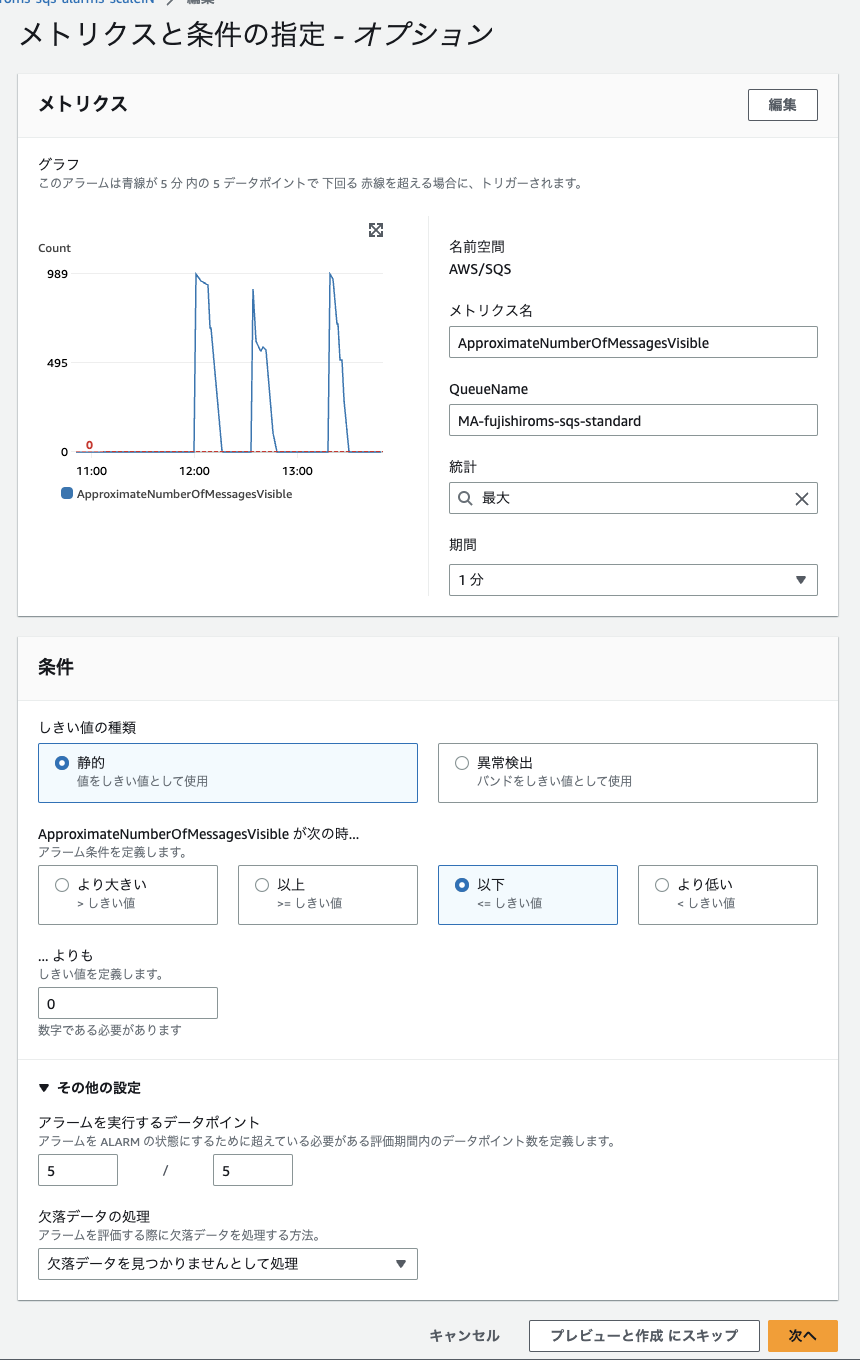 roms-sqs-alarms-scaleIN > 編集
メトリクスと条件の指定 - オプション
メトリクス
編集
グラフ
このアラームは青線が 5 分 内の 5 データポイントで 下回る 赤線を超える場合に、トリガーされます。
Count
989
495
0
0
11:00 12:00 13:00
ApproximateNumberOfMessagesVisible
名前空間
AWS/SQS
メトリクス名
ApproximateNumberOfMessagesVisible
QueueName
MA-fujishiroms-sqs-standard
統計
最大
期間
1 分
条件
しきい値の種類
静的
値をしきい値として使用
異常検出
バンドをしきい値として使用
ApproximateNumberOfMessagesVisible が次の時...
アラーム条件を定義します。
より大きい
> しきい値
以上
>= しきい値
以下
<= しきい値
より低い
< しきい値
... よりも
しきい値を定義します。
0
数字である必要があります
その他の設定
アラームを実行するデータポイント
アラームを ALARM の状態にするために超えている必要がある評価期間内のデータポイント数を定義します。
5 / 5
欠落データの処理
アラームを評価する際に欠落データを処理する方法。
欠落データを見つかりませんとして処理
キャンセル
プレビューと作成 にスキップ
次へ